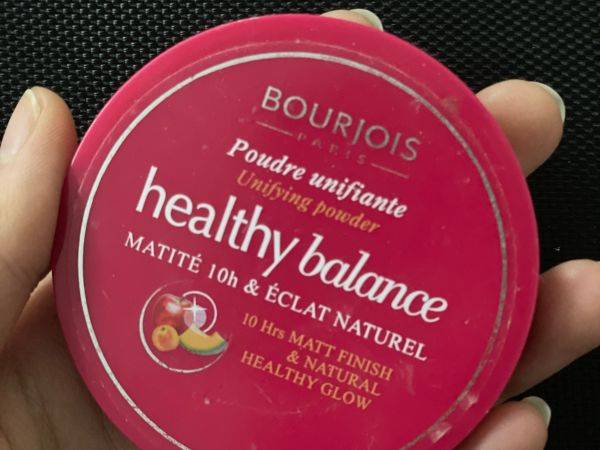 BOURJOIS
PARIS
Poudre unifiante
Unifying powder
healthy balance
MATITÉ 10h & ÉCLAT NATUREL
10 Hrs MATT FINISH
& NATURAL
HEALTHY GLOW